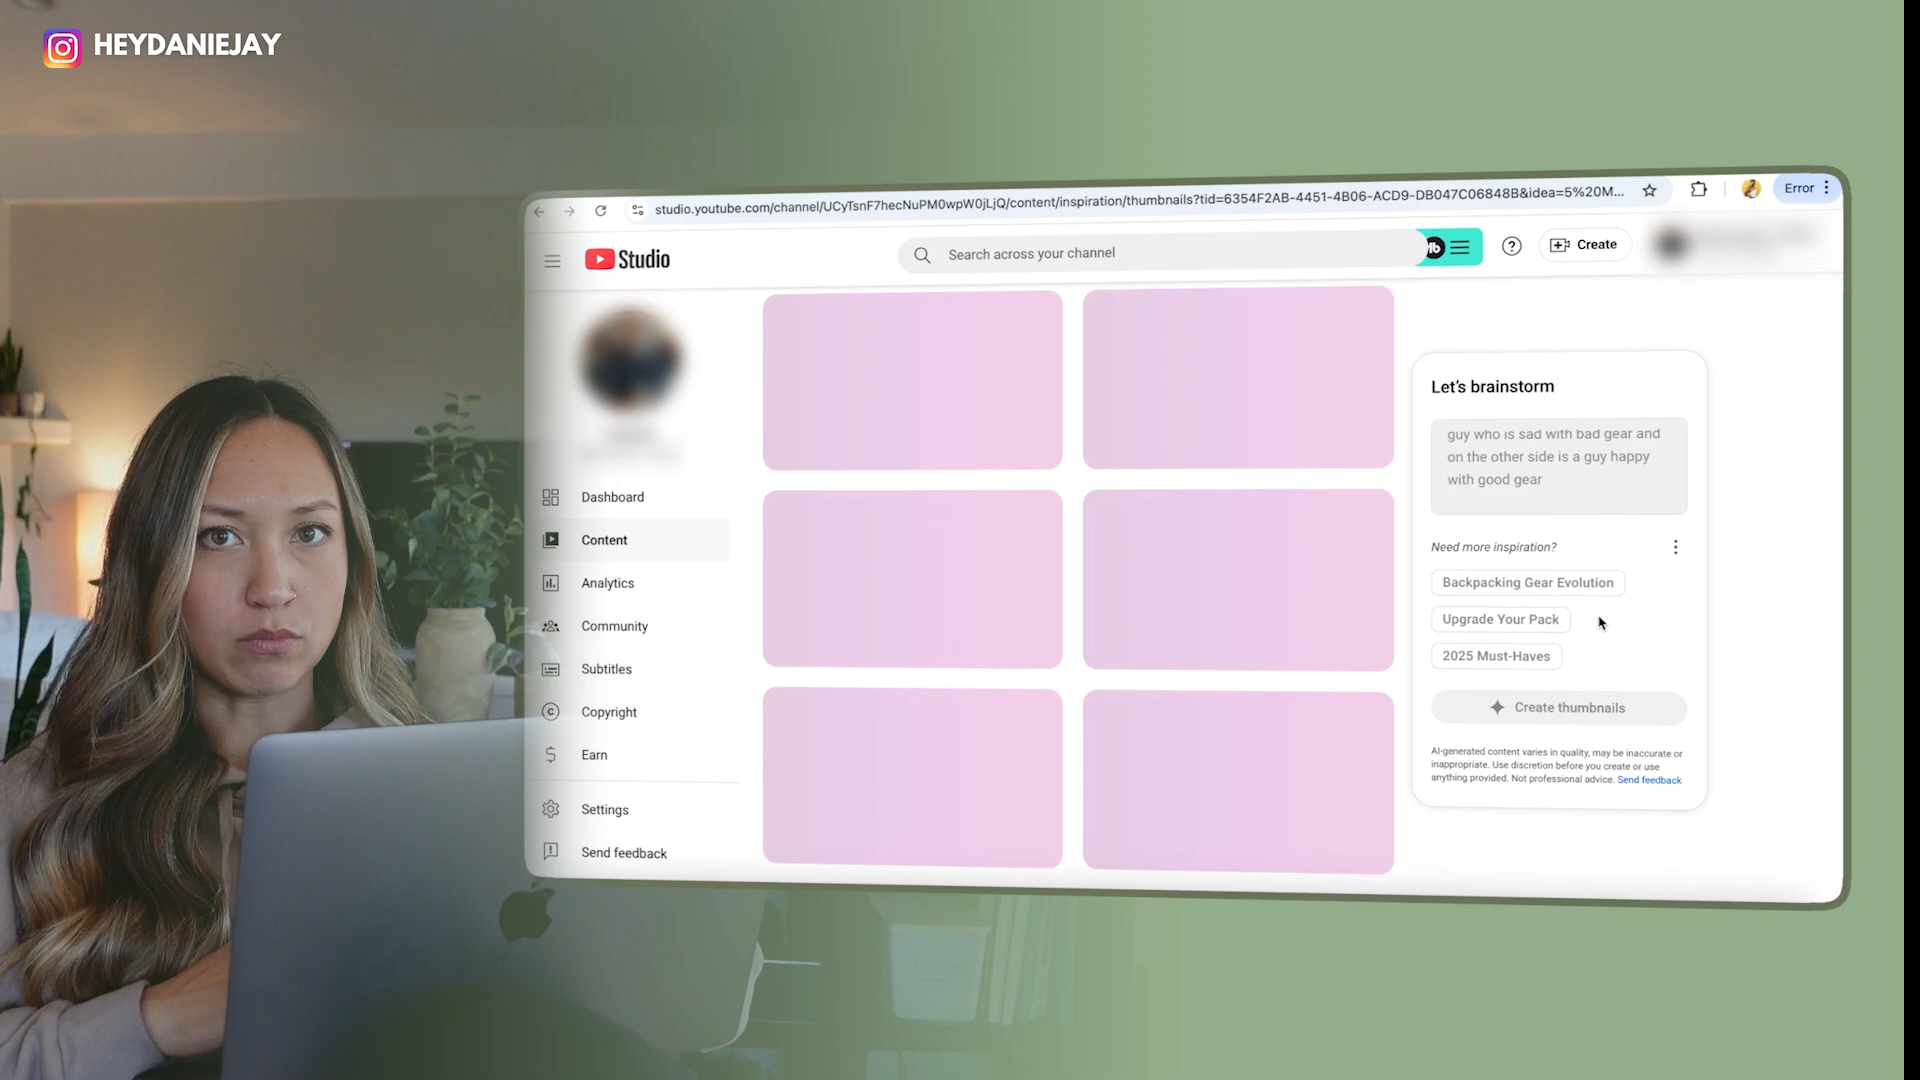 HEYDANIEJAY
studio.youtube.com/channel/UCyTsnF7hecNuPM0wpW0jLjQ/content/inspiration/thumbnails?tid=6354F2AB-4451-4B06-ACD9-DB047C06848B&idea=5%20M...
Error
Studio
Search across your channel
Create
Dashboard
Content
Analytics
Community
Subtitles
Copyright
Earn
Settings
Send feedback
Let's brainstorm
guy who is sad with bad gear and
on the other side is a guy happy
with good gear
Need more inspiration?
Backpacking Gear Evolution
Upgrade Your Pack
2025 Must-Haves
Create thumbnails
AI-generated content varies in quality, may be inaccurate or
inappropriate. Use discretion before you create or use
anything provided. Not professional advice. Send feedback